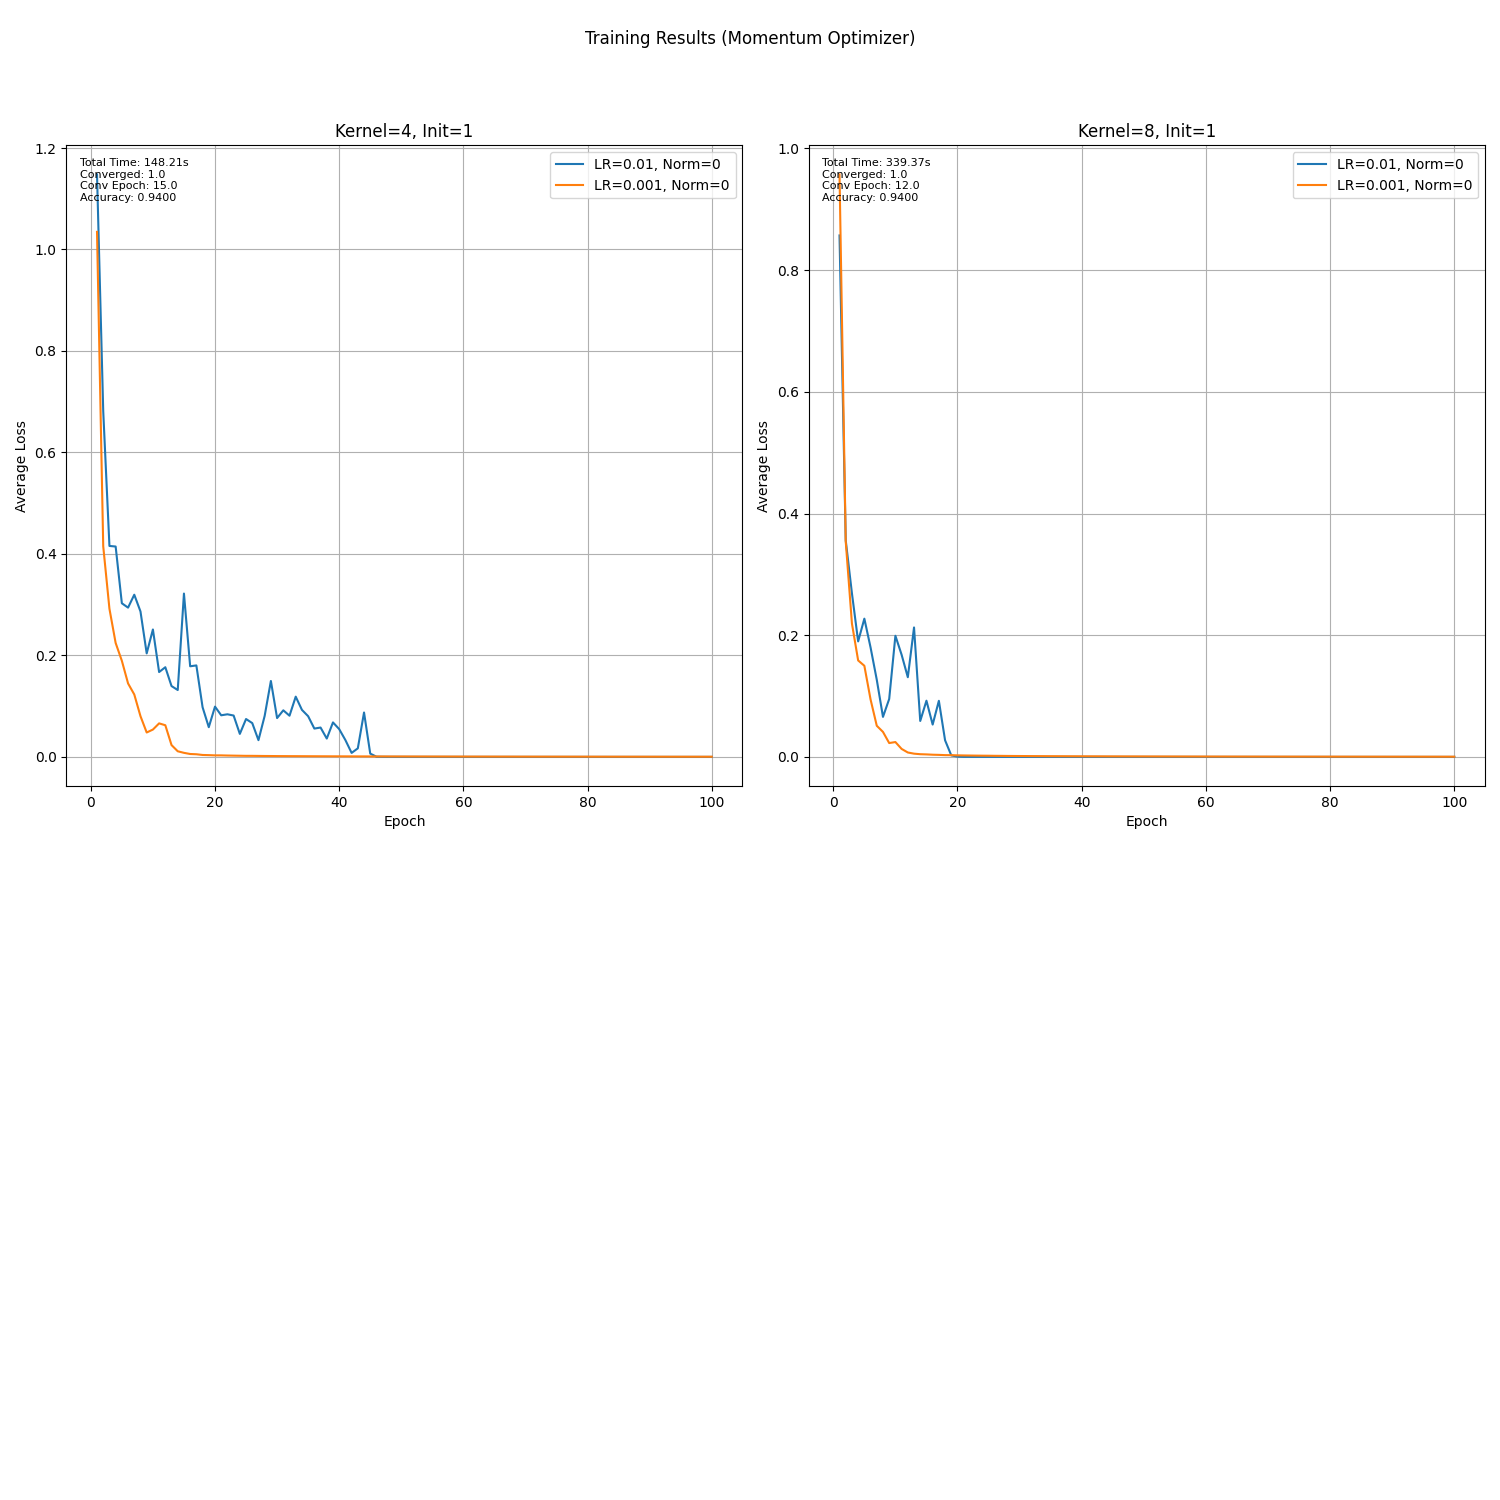 Training Results (Momentum Optimizer)
Kernel=4, Init=1
Total Time: 148.21s
Converged: 1.0
Conv Epoch: 15.0
Accuracy: 0.9400
LR=0.01, Norm=0
LR=0.001, Norm=0
1.2
1.0
0.8
0.6
0.4
0.2
0.0
Average Loss
0 20 40 60 80 100
Epoch
Kernel=8, Init=1
Total Time: 339.37s
Converged: 1.0
Conv Epoch: 12.0
Accuracy: 0.9400
LR=0.01, Norm=0
LR=0.001, Norm=0
1.0
0.8
0.6
0.4
0.2
0.0
Average Loss
0 20 40 60 80 100
Epoch